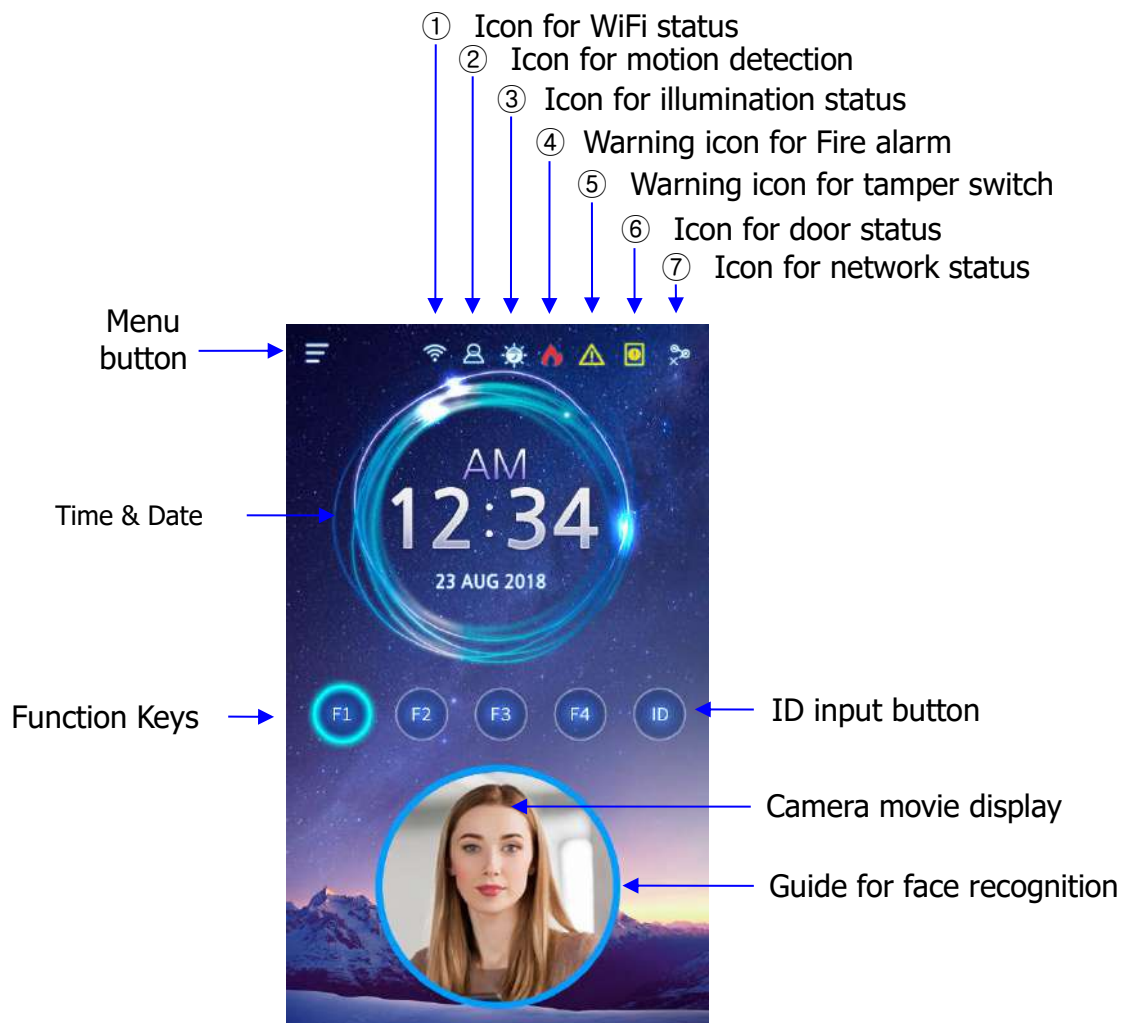 ① Icon for WiFi status
② Icon for motion detection
③ Icon for illumination status
④ Warning icon for Fire alarm
⑤ Warning icon for tamper switch
⑥ Icon for door status
⑦ Icon for network status
Menu
button
AM
12:34
Time & Date
23 AUG 2018
Function Keys
F1 F2 F3 F4 ID
ID input button
Camera movie display
Guide for face recognition